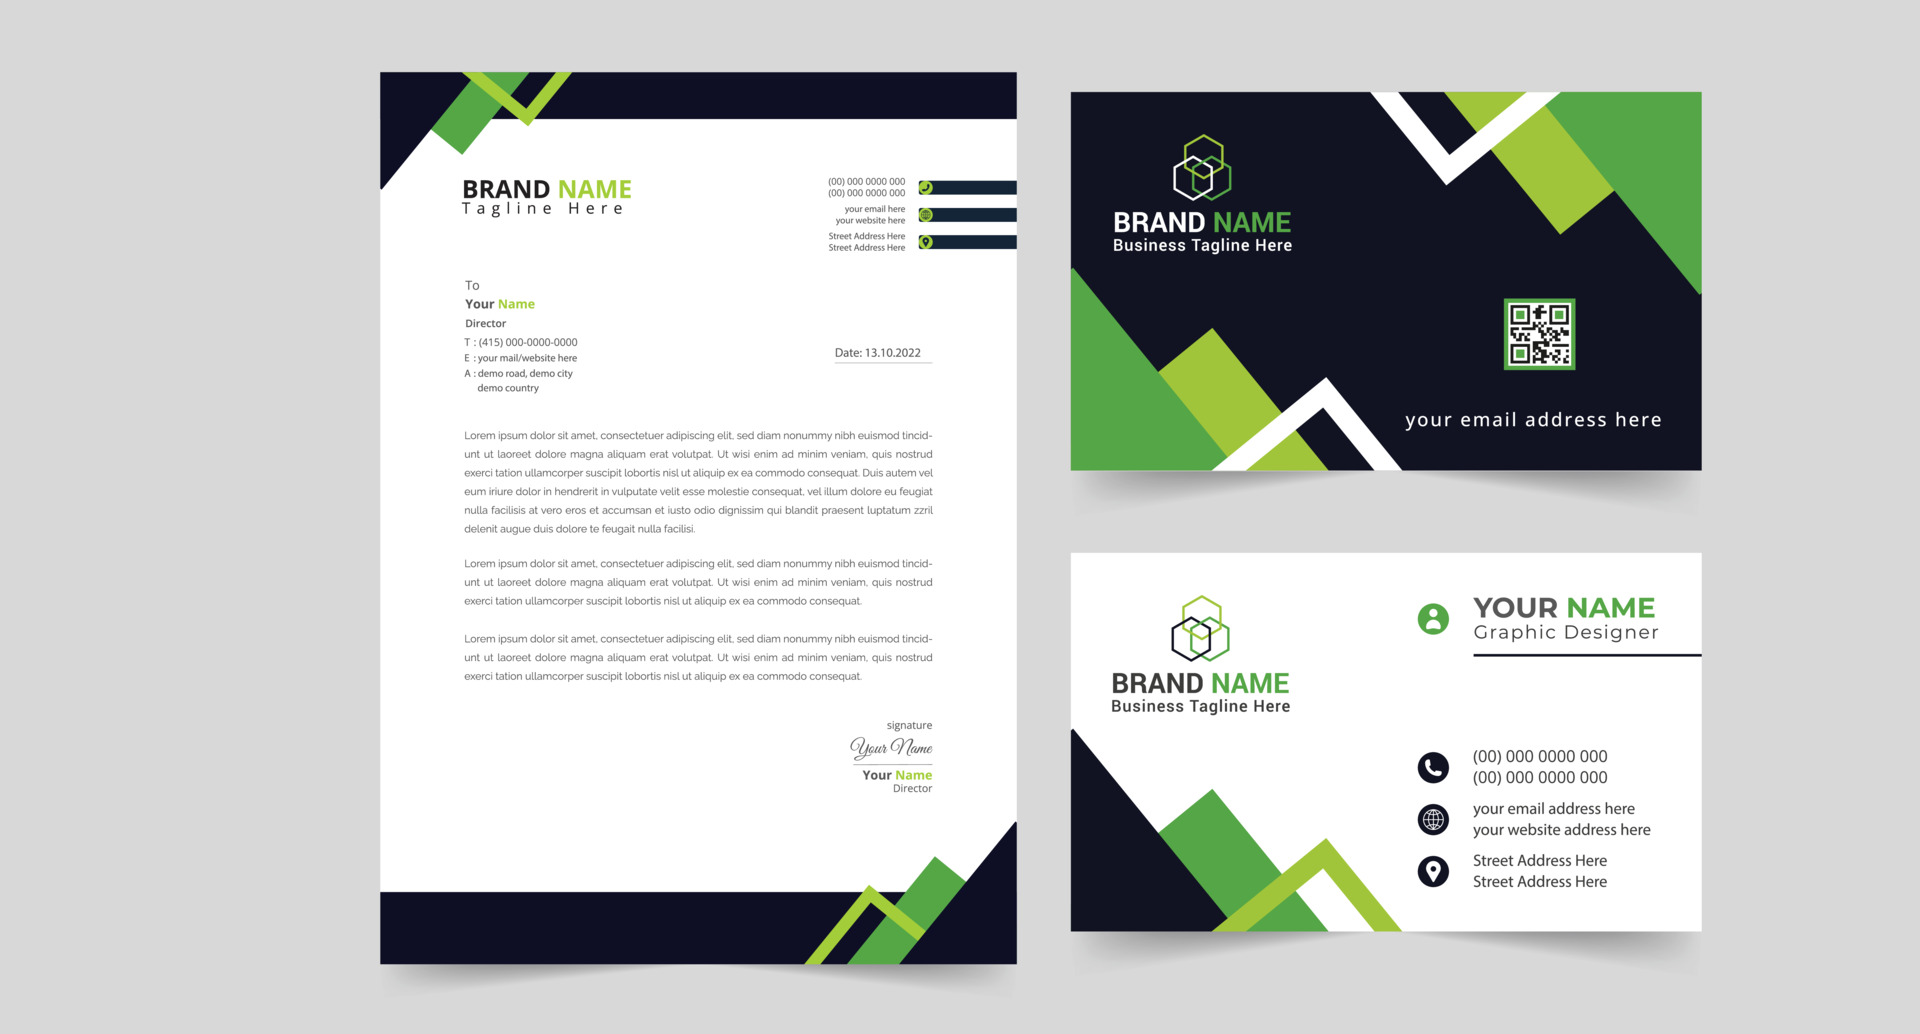 BRAND NAME
Tagline Here
(00) 000 0000 000
(00) 000 0000 000
your email here
your website here
Street Address Here
Street Address Here
To
Your Name
Director
T : (415) 000-0000-0000
E : your mail/website here
A : demo road, demo city
demo country
Date: 13.10.2022
Lorem ipsum dolor sit amet, consectetuer adipiscing elit, sed diam nonummy nibh euismod tincid-
unt ut laoreet dolore magna aliquam erat volutpat. Ut wisi enim ad minim veniam, quis nostrud
exerci tation ullamcorper suscipit lobortis nisl ut aliquip ex ea commodo consequat. Duis autem vel
eum iriure dolor in hendrerit in vulputate velit esse molestie consequat, vel illum dolore eu feugiat
nulla facilisis at vero eros et accumsan et iusto odio dignissim qui blandit praesent luptatum zzril
delenit augue duis dolore te feugait nulla facilisi.
Lorem ipsum dolor sit amet, consectetuer adipiscing elit, sed diam nonummy nibh euismod tincid-
unt ut laoreet dolore magna aliquam erat volutpat. Ut wisi enim ad minim veniam, quis nostrud
exerci tation ullamcorper suscipit lobortis nisl ut aliquip ex ea commodo consequat.
Lorem ipsum dolor sit amet, consectetuer adipiscing elit, sed diam nonummy nibh euismod tincid-
unt ut laoreet dolore magna aliquam erat volutpat. Ut wisi enim ad minim veniam, quis nostrud
exerci tation ullamcorper suscipit lobortis nisl ut aliquip ex ea commodo consequat.
signature
Your Name
Your Name
Director
BRAND NAME
Business Tagline Here
your email address here
BRAND NAME
Business Tagline Here
YOUR NAME
Graphic Designer
(00) 000 0000 000
(00) 000 0000 000
your email address here
your website address here
Street Address Here
Street Address Here